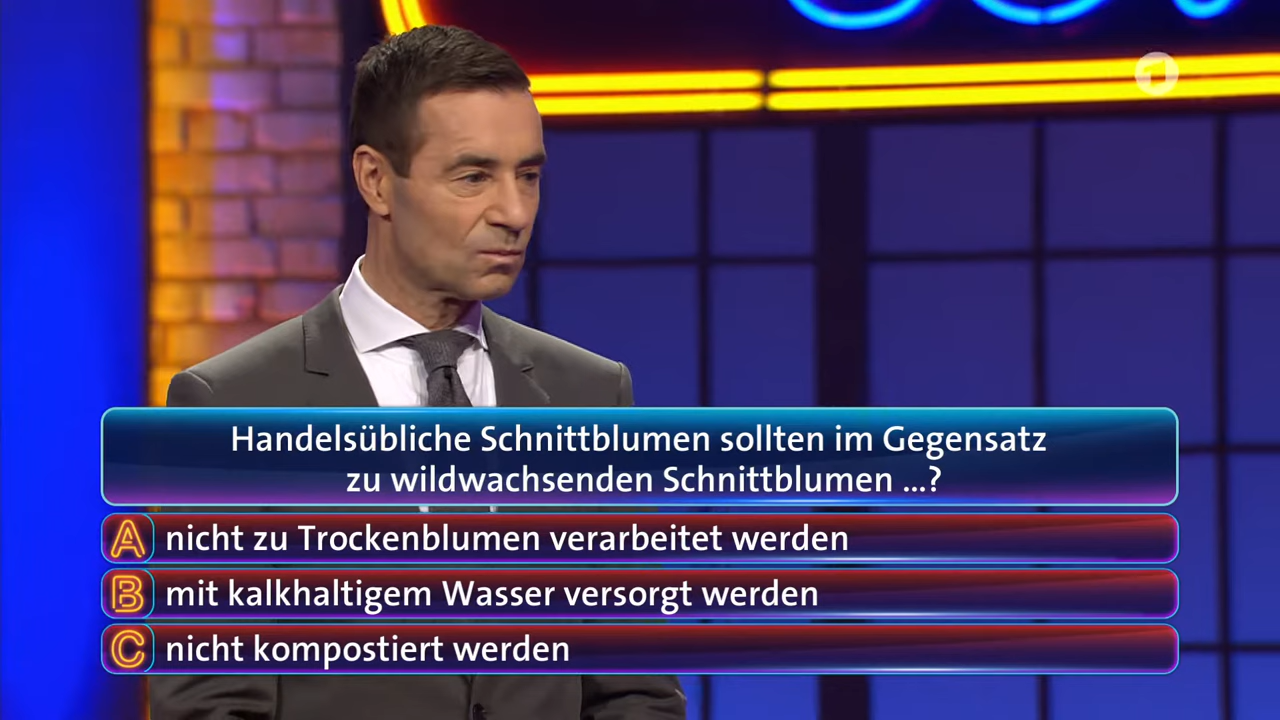 Handelsübliche Schnittblumen sollten im Gegensatz
zu wildwachsenden Schnittblumen ...?
A nicht zu Trockenblumen verarbeitet werden
B mit kalkhaltigem Wasser versorgt werden
C nicht kompostiert werden